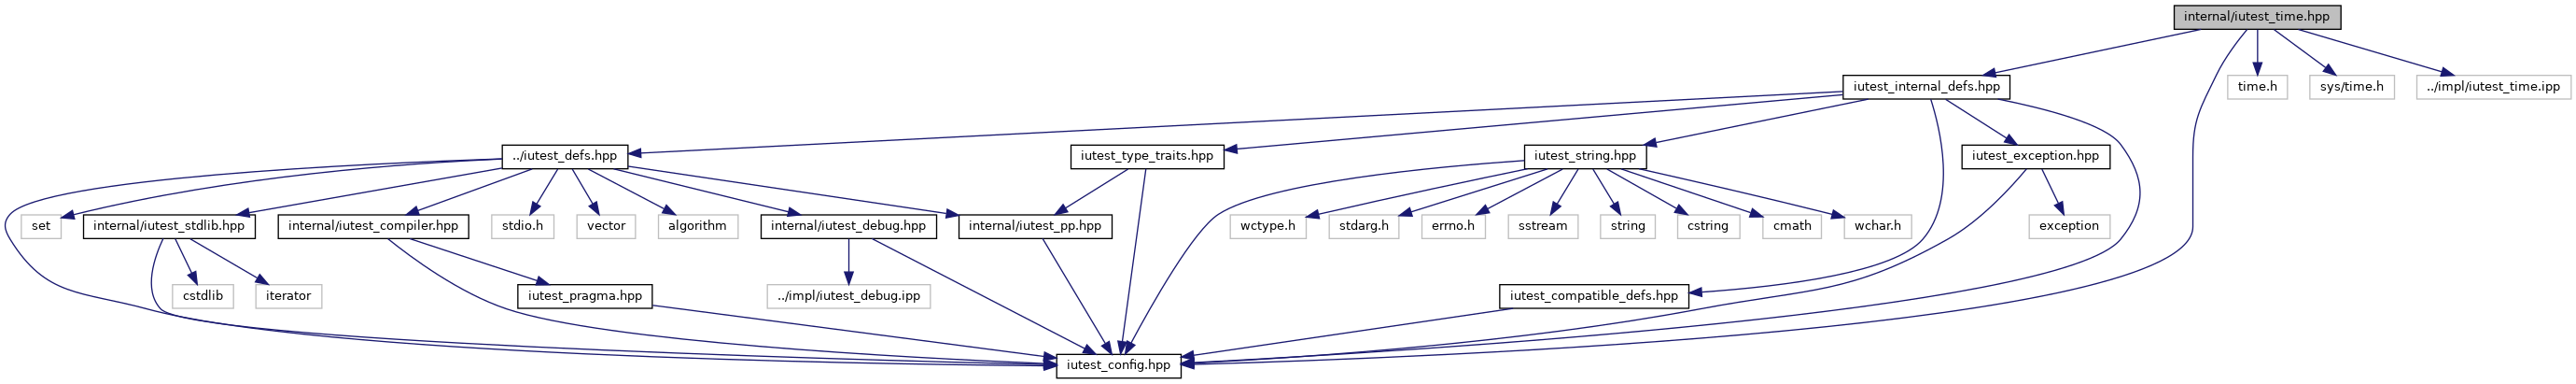 internal/iutest_time.hpp
iutest_internal_defs.hpp
time.h
sys/time.h
../impl/iutest_time.ipp
../iutest_defs.hpp
iutest_type_traits.hpp
iutest_string.hpp
iutest_exception.hpp
set
internal/iutest_stdlib.hpp
internal/iutest_compiler.hpp
stdio.h
vector
algorithm
internal/iutest_debug.hpp
internal/iutest_pp.hpp
wctype.h
stdarg.h
errno.h
sstream
string
cstring
cmath
wchar.h
exception
cstdlib
iterator
iutest_pragma.hpp
../impl/iutest_debug.ipp
iutest_compatible_defs.hpp
iutest_config.hpp